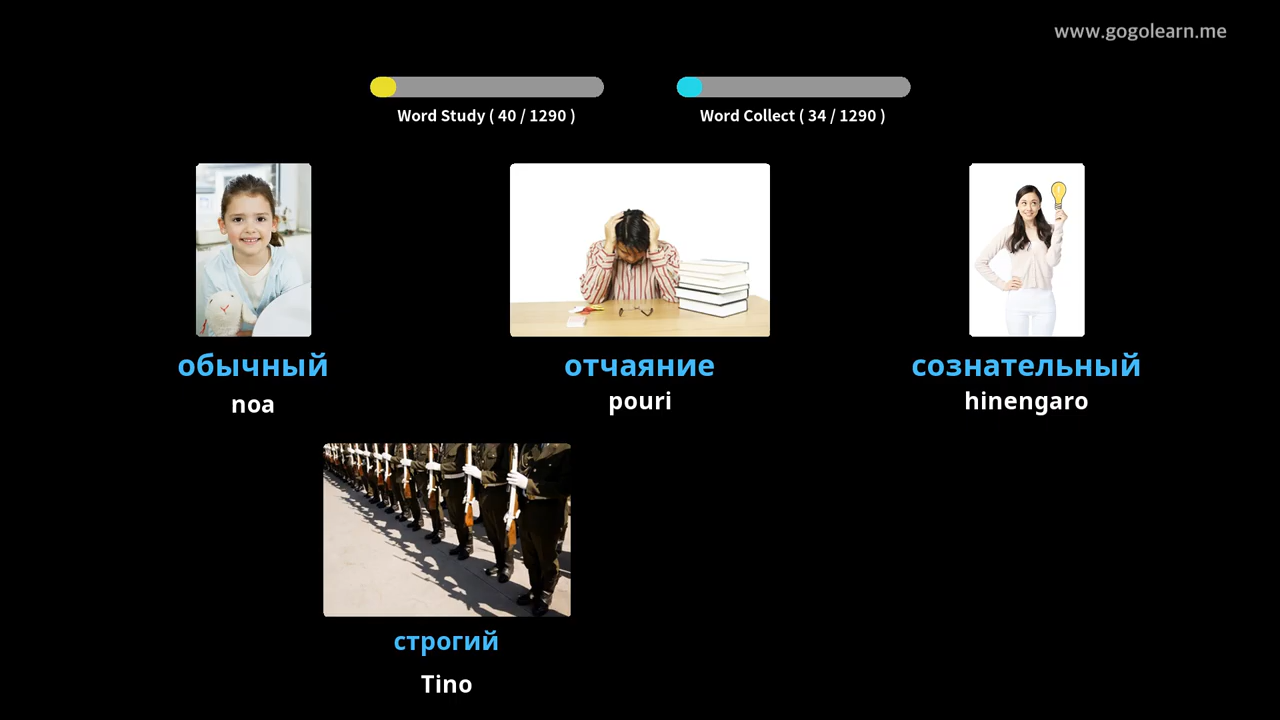 www.gogolearn.me
Word Study ( 40 / 1290 )
Word Collect ( 34 / 1290 )
обычный
noa
отчаяние
pouri
сознательный
hinengaro
строгий
Tino